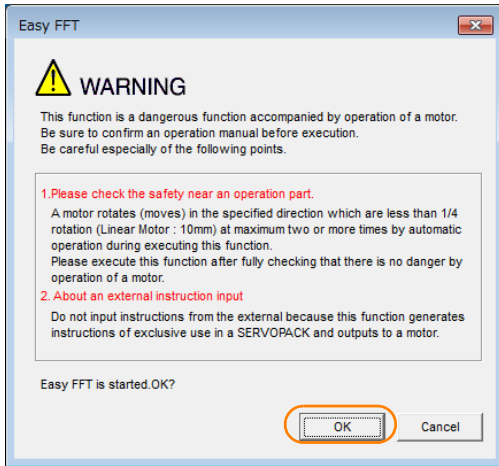 Easy FFT
WARNING
This function is a dangerous function accompanied by operation of a motor.
Be sure to confirm an operation manual before execution.
Be careful especially of the following points.
1.Please check the safety near an operation part.
A motor rotates (moves) in the specified direction which are less than 1/4
rotation (Linear Motor : 10mm) at maximum two or more times by automatic
operation during executing this function.
Please execute this function after fully checking that there is no danger by
operation of a motor.
2. About an external instruction input
Do not input instructions from the external because this function generates
instructions of exclusive use in a SERVOPACK and outputs to a motor.
Easy FFT is started.OK?
OK Cancel